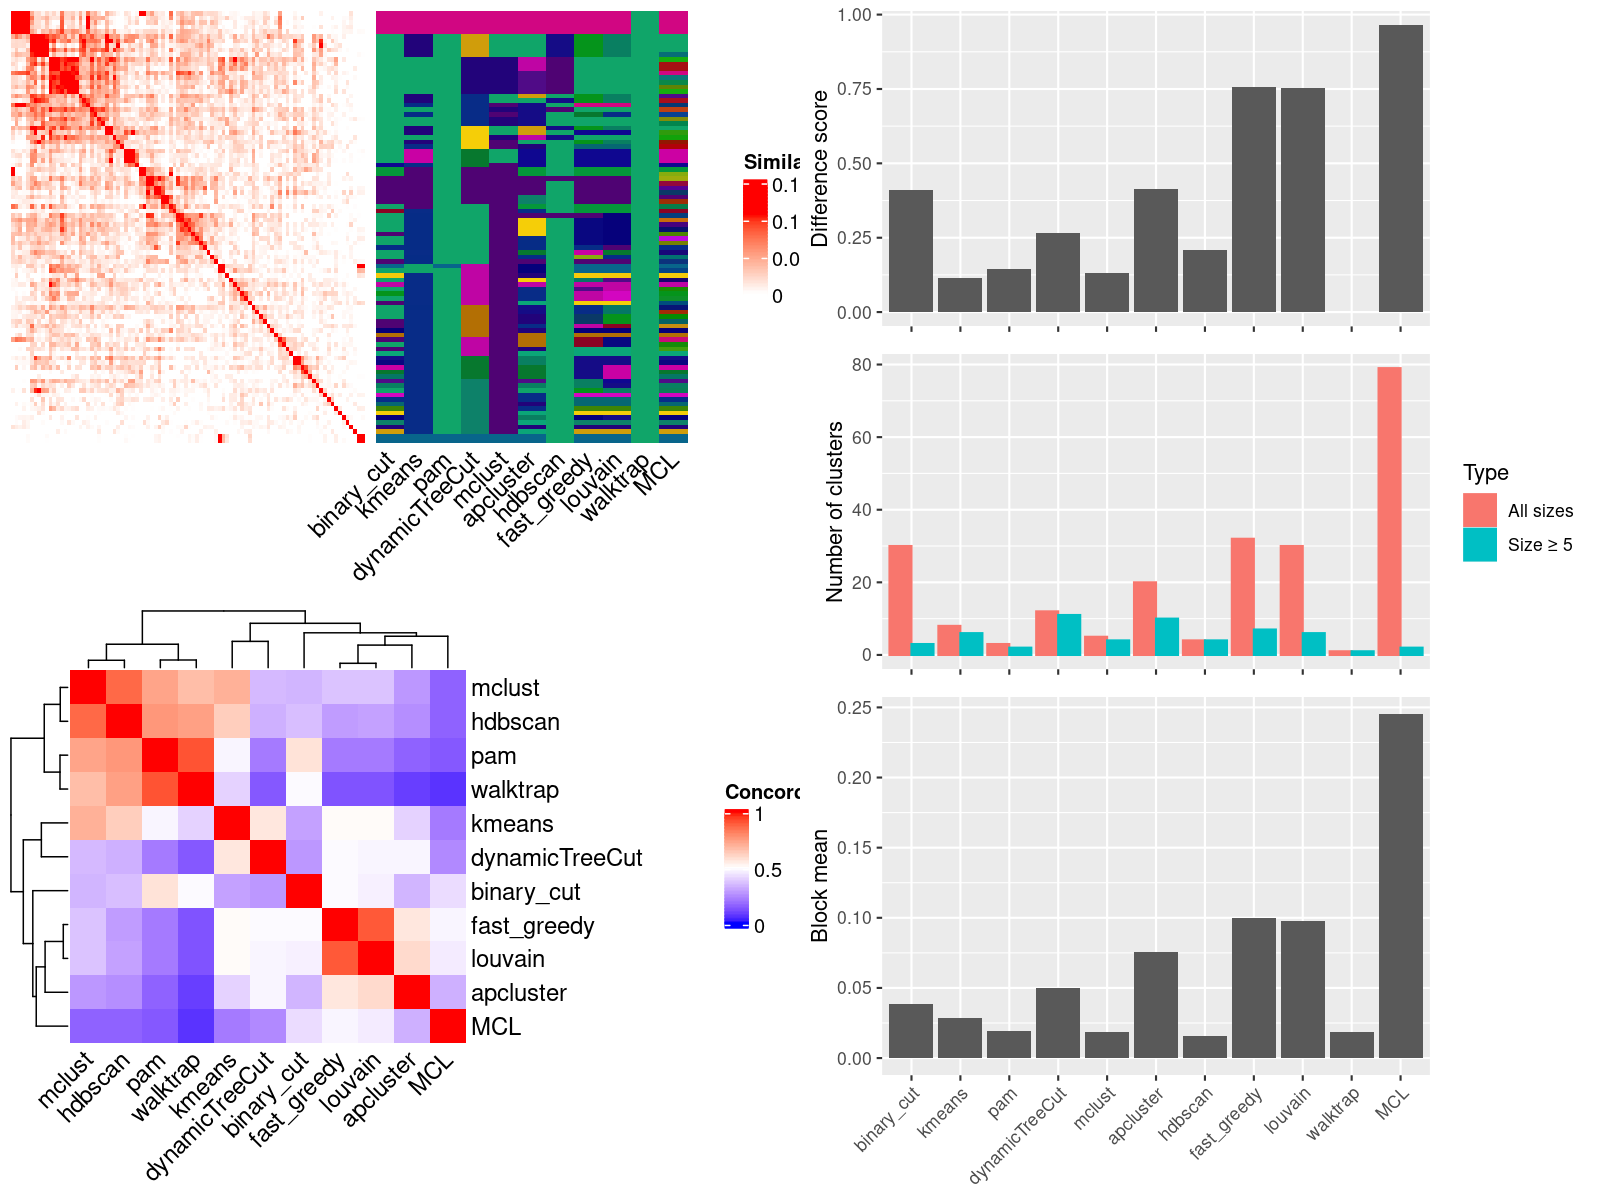 Simila
0.1
0.1
0.0
0
binary_cut
kmeans
pam
dynamicTreeCut
mclust
apcluster
hdbscan
fast_greedy
louvain
walktrap
MCL
mclust
hdbscan
pam
walktrap
kmeans
dynamicTreeCut
binary_cut
fast_greedy
louvain
apcluster
MCL
mclust
hdbscan
pam
walktrap
kmeans
dynamicTreeCut
binary_cut
fast_greedy
louvain
apcluster
MCL
Concord
1
0.5
0
Difference score
1.00
0.75
0.50
0.25
0.00
Number of clusters
80
60
40
20
0
Type
All sizes
Size ≥ 5
Block mean
0.25
0.20
0.15
0.10
0.05
0.00
binary_cut
kmeans
pam
dynamicTreeCut
mclust
apcluster
hdbscan
fast_greedy
louvain
walktrap
MCL